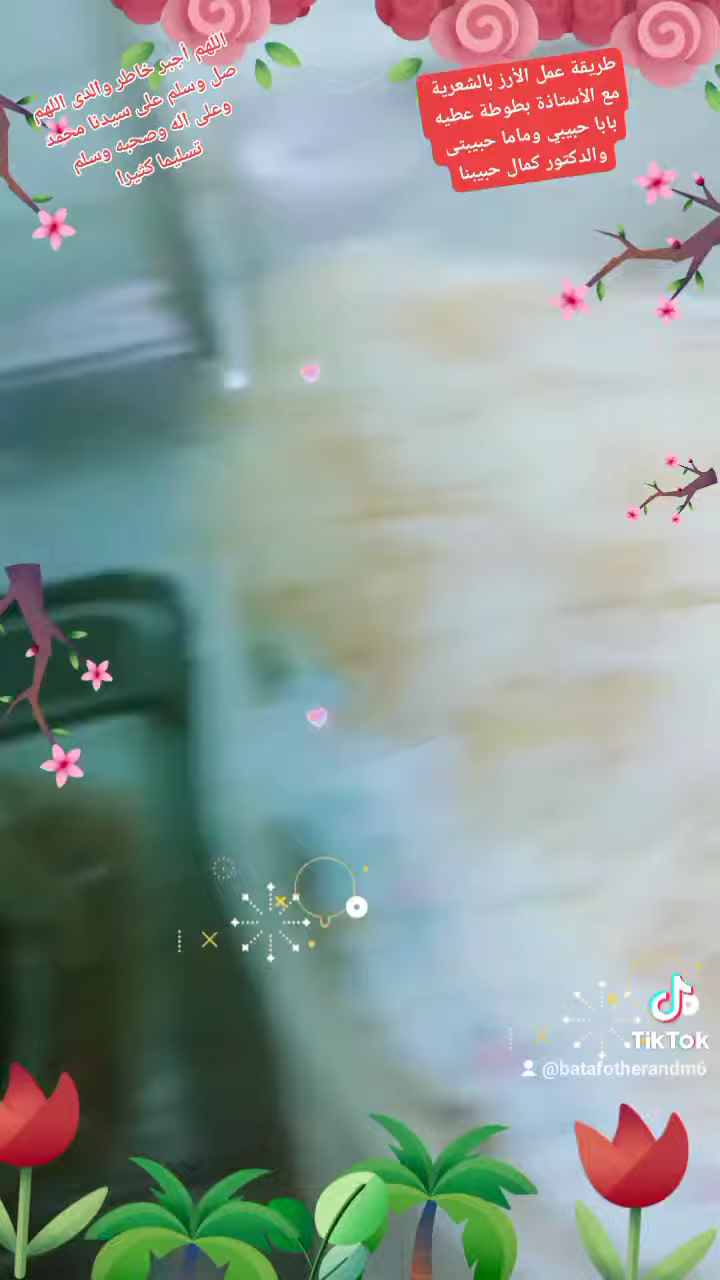 اللهم أجبر خاطر والدى اللهم
صل وسلم على سيدنا محمد
وعلى اله وصحبه وسلم
تسليما كثيرا
طريقة عمل الأرز بالشعرية
مع الأستاذة بطوطة عطيه
بابا حبيبي وماما حبيبتى
والدكتور كمال حبيبنا
TikTok
@batafotherandm6